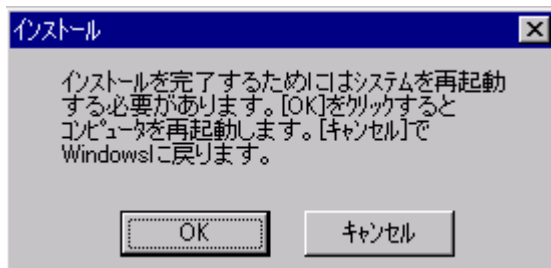 インストール
インストールを完了するためにはシステムを再起動
する必要があります。[OK]をクリックすると
コンピュータを再起動します。[キャンセル]で
Windowsに戻ります。
OK
キャンセル